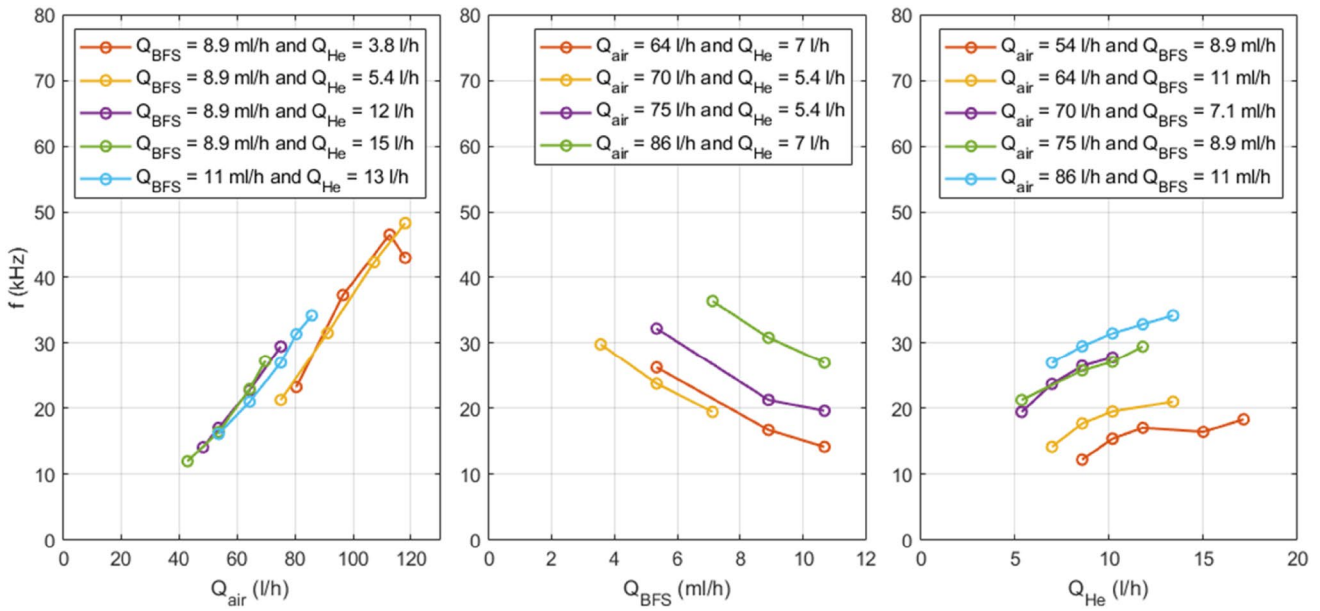 f (kHz)
80
70
60
50
40
30
20
10
0
0 20 40 60 80 100 120
Q_air (l/h)
Q_BFS = 8.9 ml/h and Q_He = 3.8 l/h
Q_BFS = 8.9 ml/h and Q_He = 5.4 l/h
Q_BFS = 8.9 ml/h and Q_He = 12 l/h
Q_BFS = 8.9 ml/h and Q_He = 15 l/h
Q_BFS = 11 ml/h and Q_He = 13 l/h
80
70
60
50
40
30
20
10
0
0 2 4 6 8 10 12
Q_BFS (ml/h)
Q_air = 64 l/h and Q_He = 7 l/h
Q_air = 70 l/h and Q_He = 5.4 l/h
Q_air = 75 l/h and Q_He = 5.4 l/h
Q_air = 86 l/h and Q_He = 7 l/h
80
70
60
50
40
30
20
10
0
0 5 10 15 20
Q_He (l/h)
Q_air = 54 l/h and Q_BFS = 8.9 ml/h
Q_air = 64 l/h and Q_BFS = 11 ml/h
Q_air = 70 l/h and Q_BFS = 7.1 ml/h
Q_air = 75 l/h and Q_BFS = 8.9 ml/h
Q_air = 86 l/h and Q_BFS = 11 ml/h